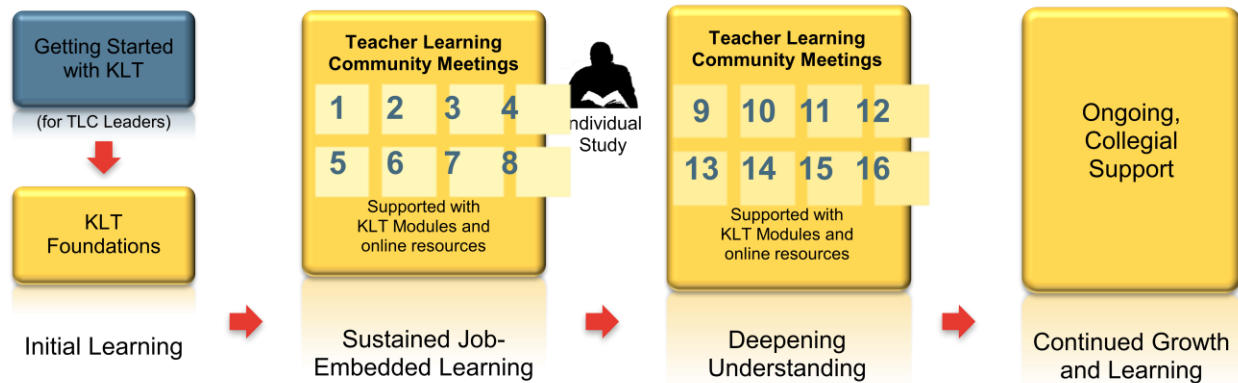 Getting Started
with KLT
(for TLC Leaders)
KLT
Foundations
Initial Learning
Teacher Learning
Community Meetings
1 2 3 4
5 6 7 8
Supported with
KLT Modules and
online resources
Sustained Job-
Embedded Learning
ndividual
Study
Teacher Learning
Community Meetings
9 10 11 12
13 14 15 16
Supported with
KLT Modules and
online resources
Deepening
Understanding
Ongoing,
Collegial
Support
Continued Growth
and Learning